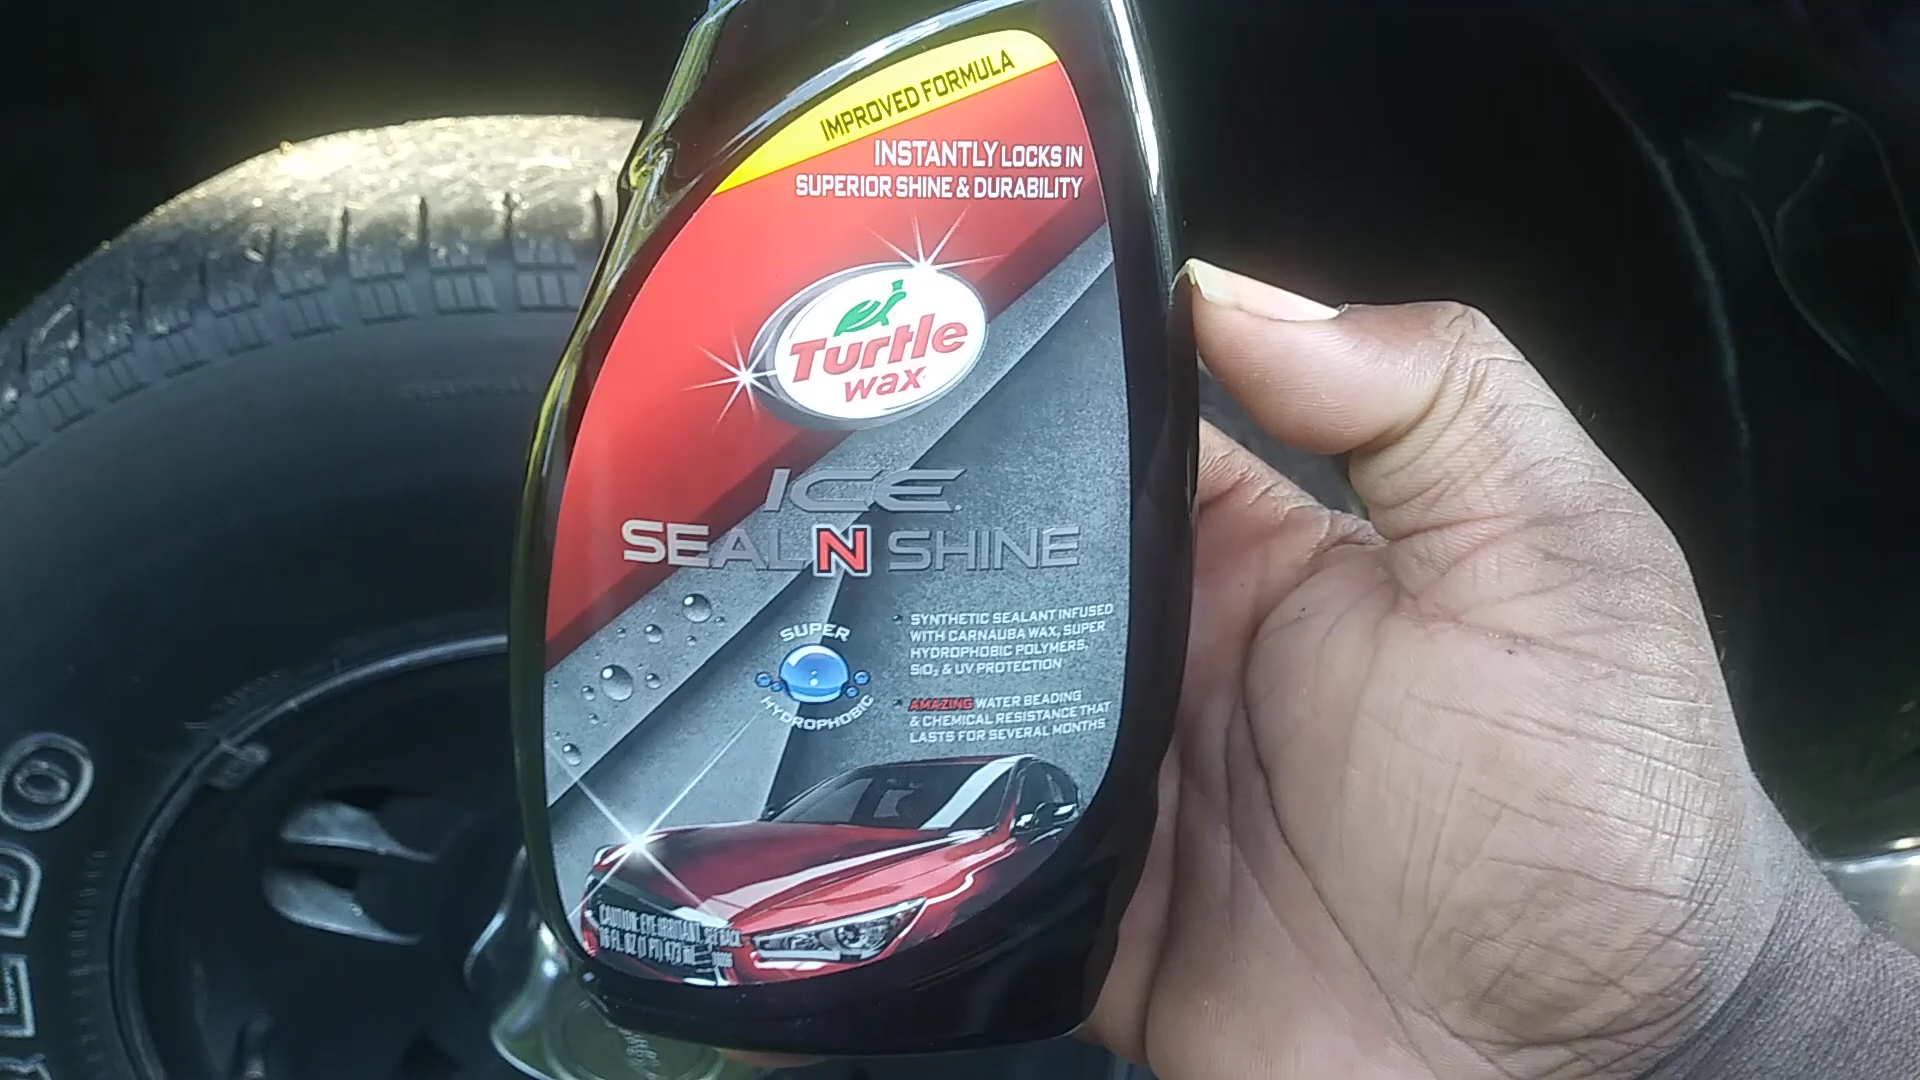 IMPROVED FORMULA
INSTANTLY LOCKS IN
SUPERIOR SHINE & DURABILITY
Turtle
wax
ICE
SEAL N SHINE
SUPER
HYDROPHOBIC
SYNTHETIC SEALANT INFUSED
WITH CARNAUBA WAX, SUPER
HYDROPHOBIC POLYMERS,
SiO₂ & UV PROTECTION
AMAZING WATER BEADING
& CHEMICAL RESISTANCE THAT
LASTS FOR SEVERAL MONTHS
CAUTION: EYE IRRITANT. SEE BACK
16 FL. OZ (1 PT) 473 mL